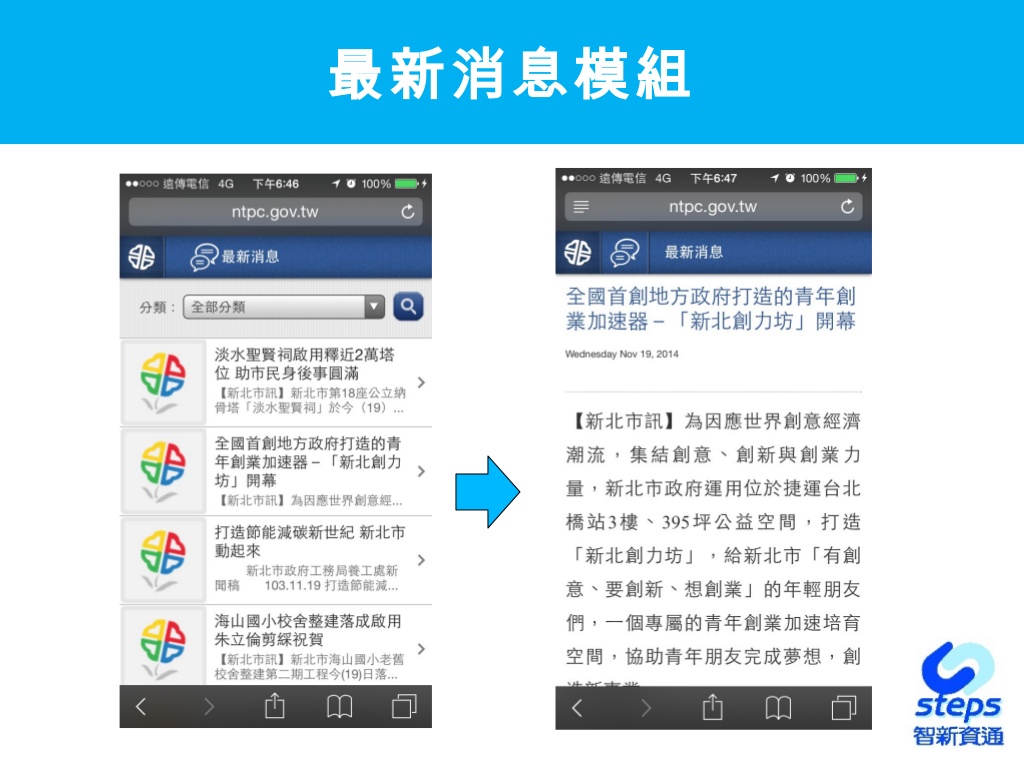 最新消息模組
遠傳電信 4G 下午6:46 100%
ntpc.gov.tw
最新消息
分類： 全部分類
淡水聖賢祠啟用釋近2萬塔
位 助市民身後事圓滿
【新北市訊】新北市第18座公立納
骨塔「淡水聖賢祠」於今（19）...
全國首創地方政府打造的青
年創業加速器–「新北創力
坊」開幕
【新北市訊】為因應世界創意經...
打造節能減碳新世紀 新北市
動起來
新北市政府工務局養工處新
聞稿 103.11.19 打造節能減...
海山國小校舍整建落成啟用
朱立倫剪綵祝賀
【新北市訊】新北市海山國小老舊
校舍整建第二期工程今(19)日落...
遠傳電信 4G 下午6:47 100%
ntpc.gov.tw
最新消息
全國首創地方政府打造的青年創
業加速器–「新北創力坊」開幕
Wednesday Nov 19, 2014
【新北市訊】為因應世界創意經濟
潮流，集結創意、創新與創業力
量，新北市政府運用位於捷運台北
橋站3樓、395坪公益空間，打造
「新北創力坊」，給新北市「有創
意、要創新、想創業」的年輕朋友
們，一個專屬的青年創業加速培育
空間，協助青年朋友完成夢想，創
steps
智新資通